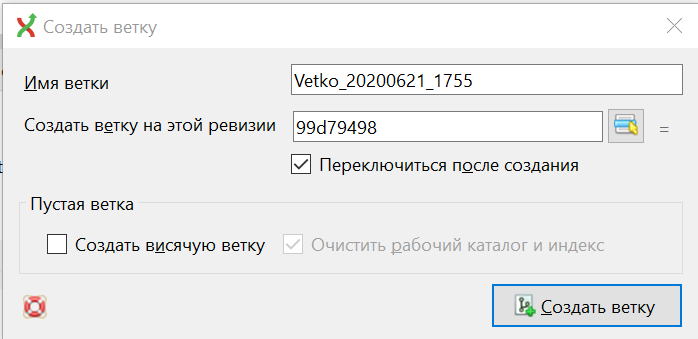 Создать ветку
Имя ветки
Vetko_20200621_1755
Создать ветку на этой ревизии
99d79498
=
Переключиться после создания
Пустая ветка
Создать висячую ветку
Очистить рабочий каталог и индекс
Создать ветку